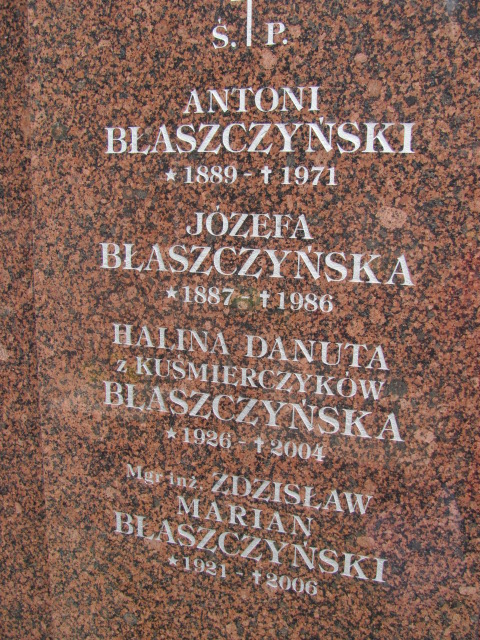 Ś. P.
ANTONI
BŁASZCZYŃSKI
★ 1889 - ✝ 1971
JÓZEFA
BŁASZCZYŃSKA
★ 1887 - ✝ 1986
HALINA DANUTA
z KUŚMIERCZYKÓW
BŁASZCZYŃSKA
★ 1926 - ✝ 2004
Mgr inż. ZDZISŁAW
MARIAN
BŁASZCZYŃSKI
★ 1921 - ✝ 2006